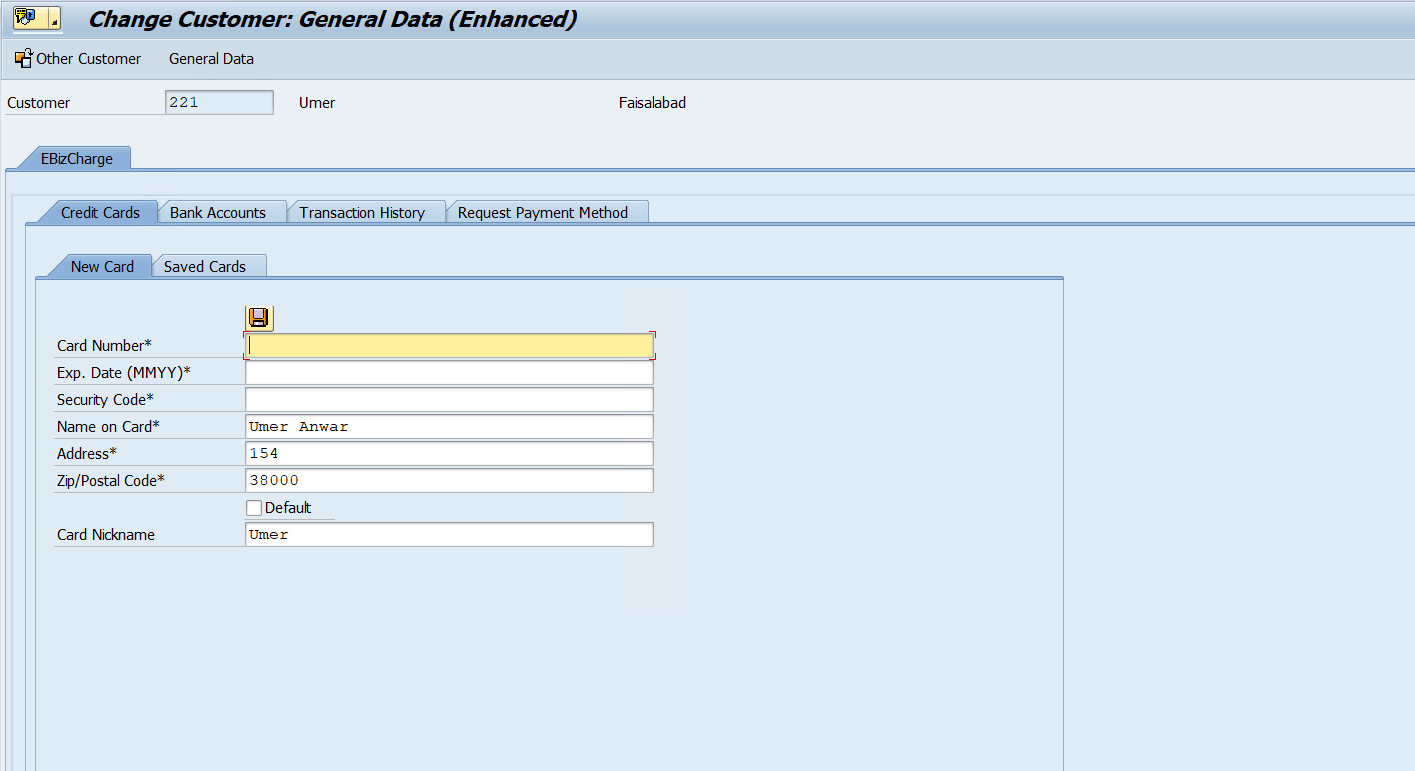 Change Customer: General Data (Enhanced)
Other Customer General Data
Customer 221 Umer Faisalabad
EBizCharge
Credit Cards Bank Accounts Transaction History Request Payment Method
New Card Saved Cards
Card Number*
Exp. Date (MMYY)*
Security Code*
Name on Card* Umer Anwar
Address* 154
Zip/Postal Code* 38000
Default
Card Nickname Umer